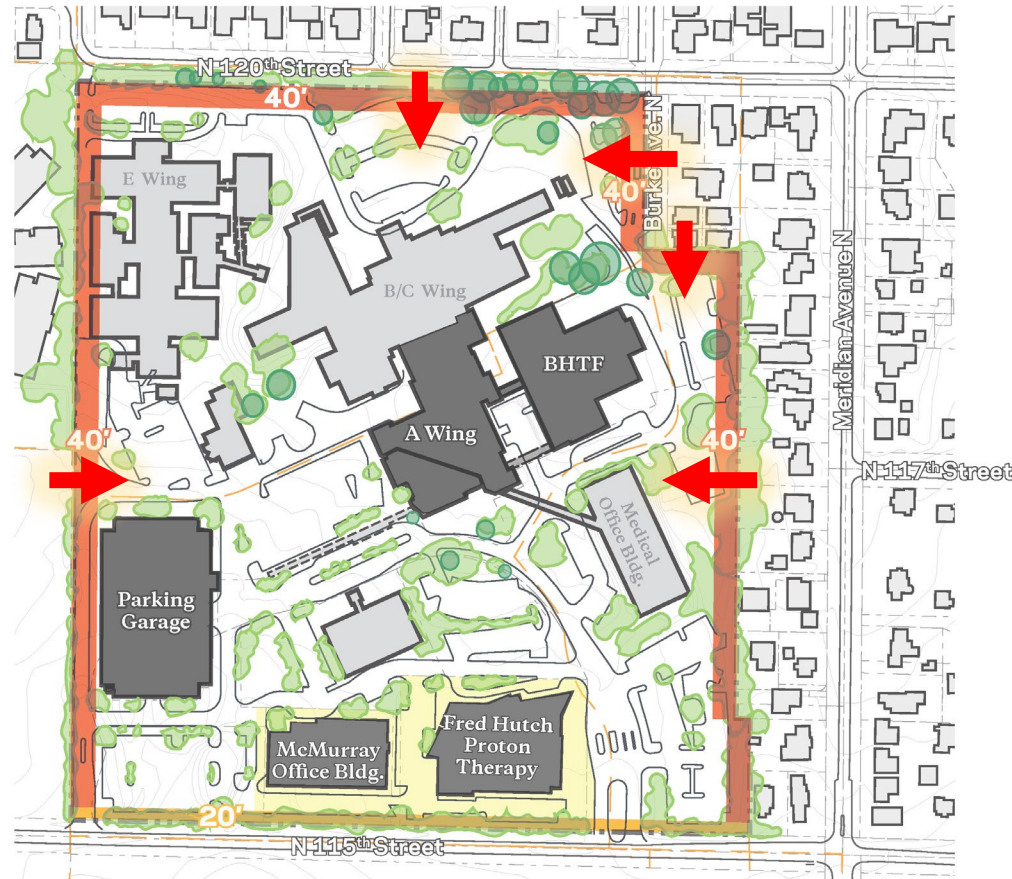 N 120th Street
40'
E Wing
Burke Ave. N
40'
B/C Wing
Meridian Avenue N
BHTF
A Wing
40'
40'
N 117th Street
Medical
Office Bldg.
Parking
Garage
Fred Hutch
Proton
Therapy
McMurray
Office Bldg.
20'
N 115th Street